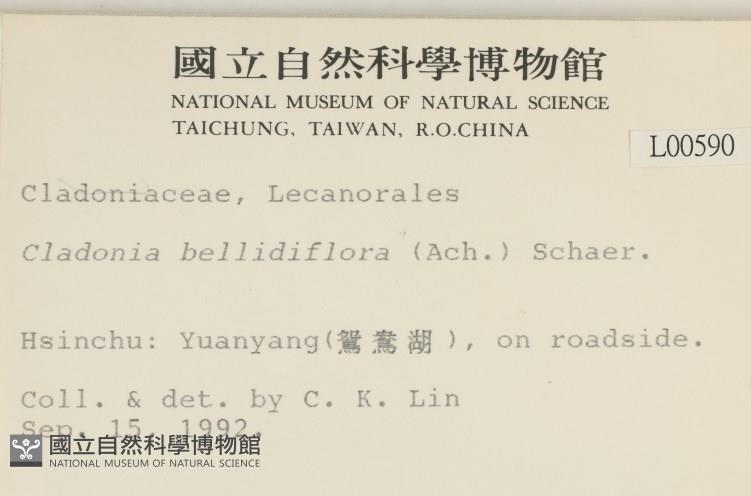 國立自然科學博物館
NATIONAL MUSEUM OF NATURAL SCIENCE
TAICHUNG, TAIWAN, R.O.CHINA
L00590
Cladoniaceae, Lecanorales
Cladonia bellidiflora (Ach.) Schaer.
Hsinchu: Yuanyang(鴛鴦湖), on roadside.
Coll. & det. by C. K. Lin
Sep. 15, 1992.
國立自然科學博物館
NATIONAL MUSEUM OF NATURAL SCIENCE